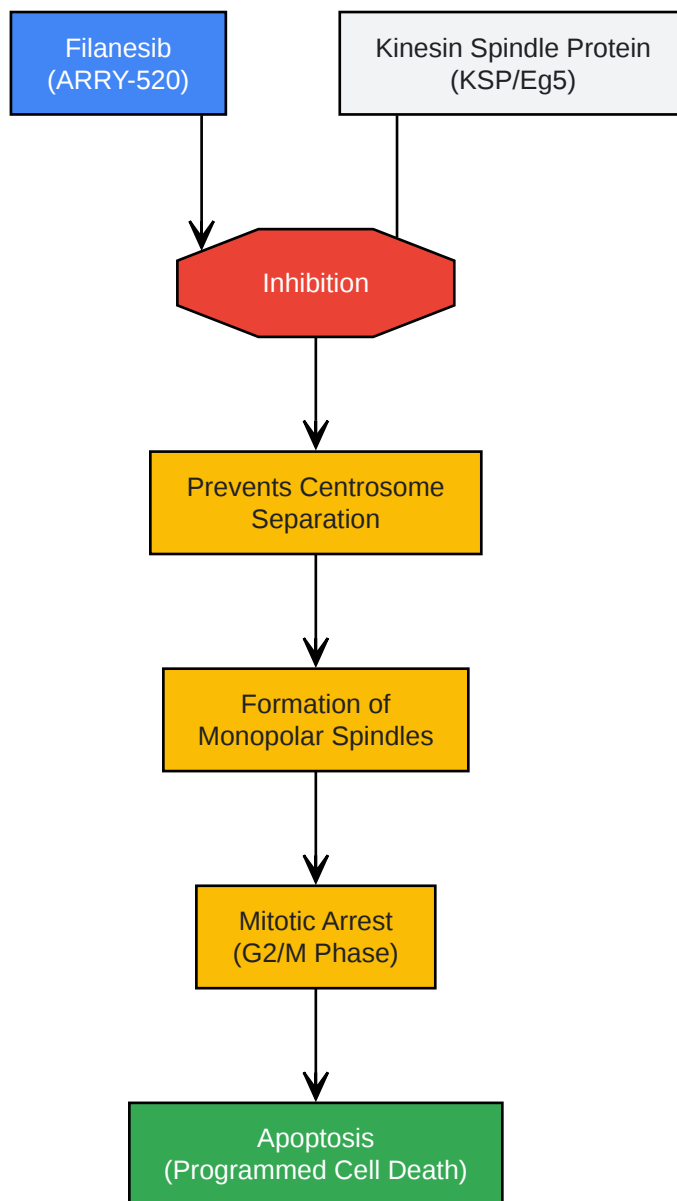 Filanesib
(ARRY-520)
Kinesin Spindle Protein
(KSP/Eg5)
Inhibition
Prevents Centrosome
Separation
Formation of
Monopolar Spindles
Mitotic Arrest
(G2/M Phase)
Apoptosis
(Programmed Cell Death)